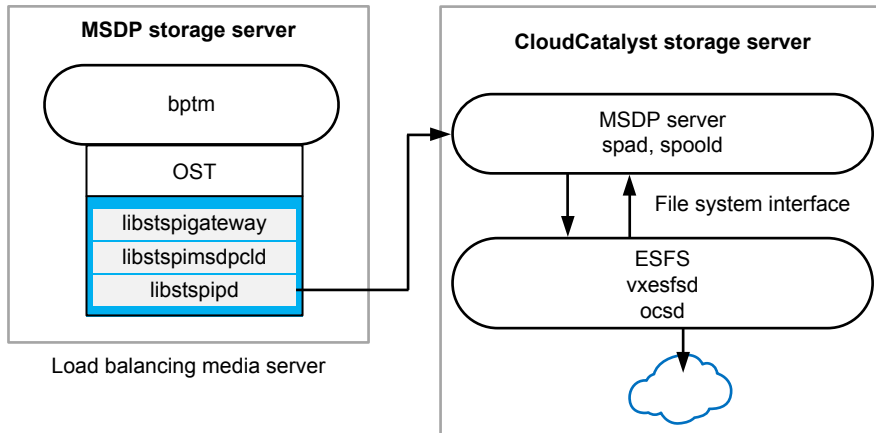 MSDP storage server
bptm
OST
libstspigateway
libstspimsdpcld
libstspipd
Load balancing media server
CloudCatalyst storage server
MSDP server
spad, spoold
File system interface
ESFS
vxesfsd
ocsd